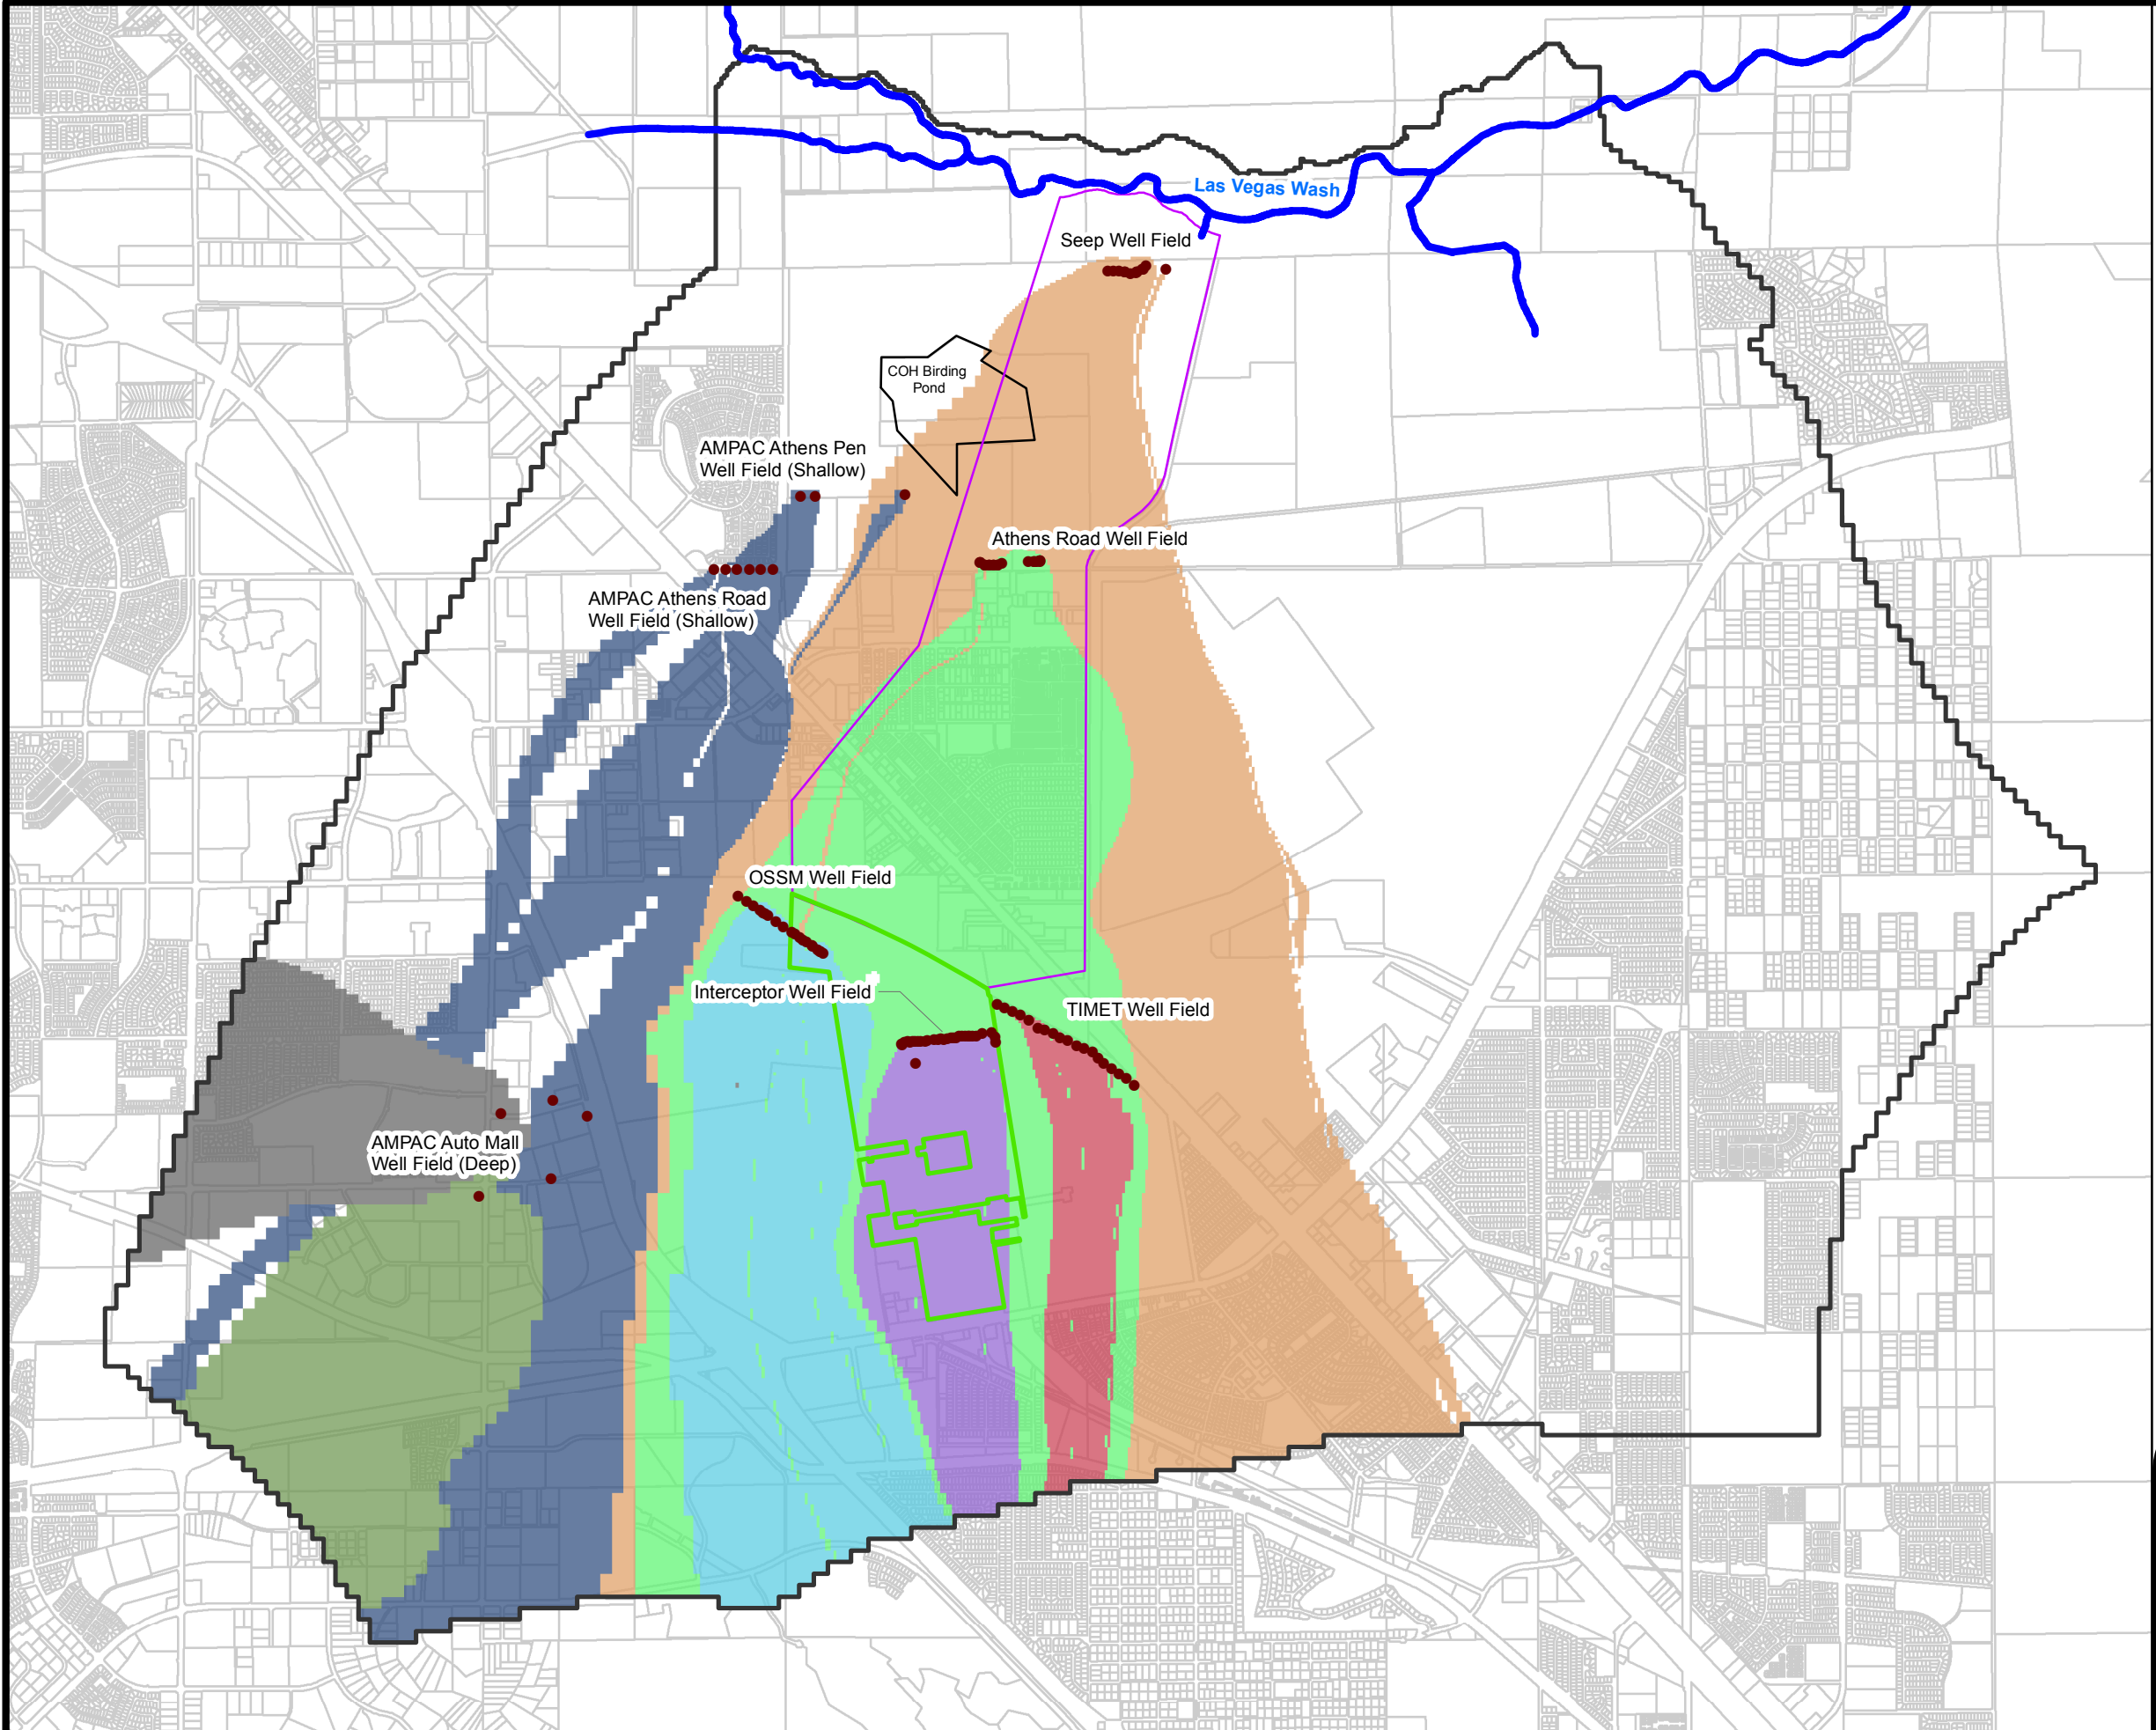 Las Vegas Wash
Seep Well Field
COH Birding
Pond
AMPAC Athens Pen
Well Field (Shallow)
Athens Road Well Field
AMPAC Athens Road
Well Field (Shallow)
OSSM Well Field
Interceptor Well Field
TIMET Well Field
AMPAC Auto Mall
Well Field (Deep)